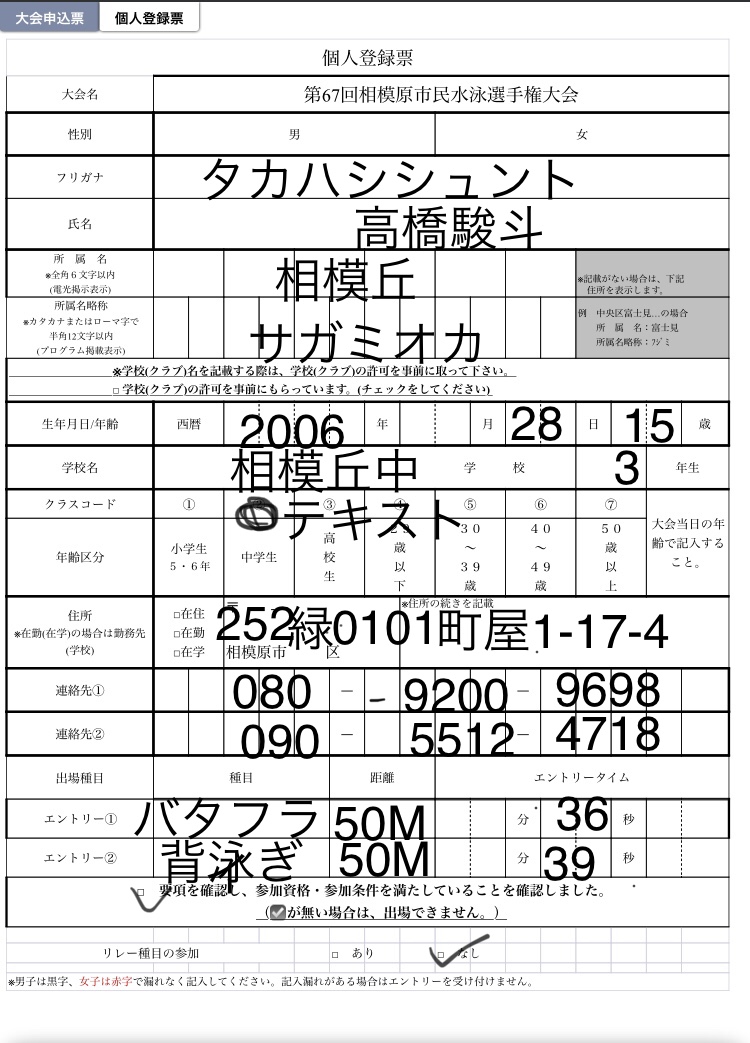 大会申込票 個人登録票
個人登録票
大会名 第67回相模原市民水泳選手権大会
性別 男 女
フリガナ タカハシシュント
氏名 高橋駿斗
所 属 名
※全角6文字以内
(電光掲示表示)
相模丘
※記載がない場合は、下記
住所を表示します。
所属名略称
※カタカナまたはローマ字で
半角12文字以内
(プログラム掲載表示)
サガミオカ
例 中央区富士見…の場合
所 属 名：富士見
所属名略称：ﾌｼﾞﾐ
※学校(クラブ)名を記載する際は、学校(クラブ)の許可を事前に取って下さい。
□ 学校(クラブ)の許可を事前にもらっています。(チェックをしてください)
生年月日/年齢 西暦 2006 年 月 28 日 15 歳
学校名 相模丘中 学 校 3 年生
クラスコード ① ③ ④ ⑤ ⑥ ⑦
テキスト
年齢区分
小学生
5・6年
中学生
高校生
29歳以下
30～39歳
40～49歳
50歳以上
大会当日の年
齢で記入する
こと。
住所
※在勤(在学)の場合は勤務先
(学校)
□在住
□在勤
□在学
〒
※住所の続きを記載
252緑0101町屋1-17-4
相模原市 区
連絡先① 080 － - 9200 － 9698
連絡先② 090 － 5512 － 4718
出場種目 種目 距離 エントリータイム
エントリー① バタフラ 50M 分 36 秒
エントリー② 背泳ぎ 50M 分 39 秒
□ 要項を確認し、参加資格・参加条件を満たしていることを確認しました。
(☑が無い場合は、出場できません。)
リレー種目の参加 □ あり □ なし
※男子は黒字、女子は赤字で漏れなく記入してください。記入漏れがある場合はエントリーを受け付けません。